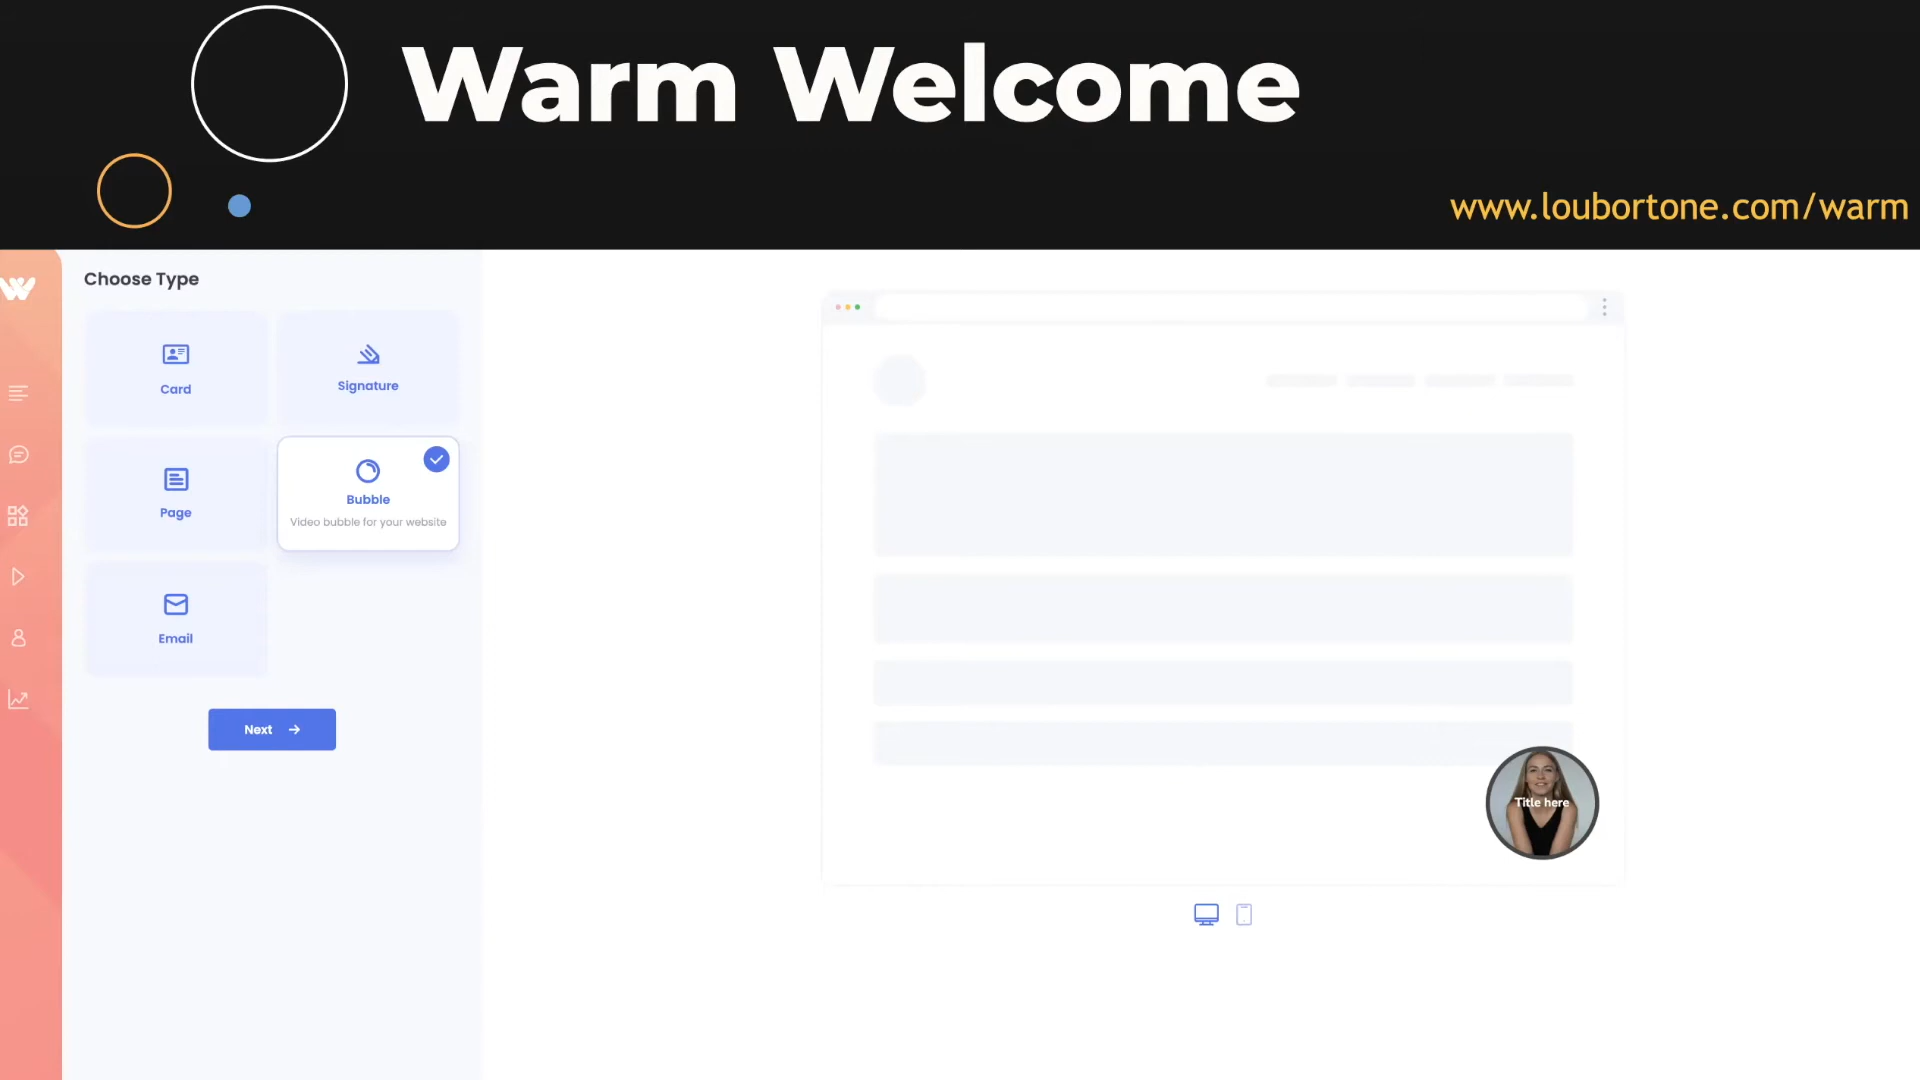 Warm Welcome
www.loubortone.com/warm
Choose Type
Card
Signature
Page
Bubble
Video bubble for your website
Email
Next
Title here